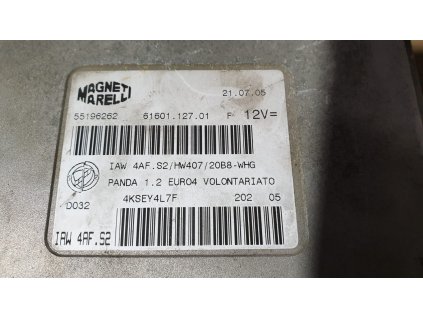 MAGNETI MARELLI
21.07.05
55196262 61601.127.01 F 12V=
IAW 4AF.S2/HW407/20B8-WHG
PANDA 1.2 EURO4 VOLONTARIATO
D032 4KSEY4L7F 202 05
IAW 4AF.S2